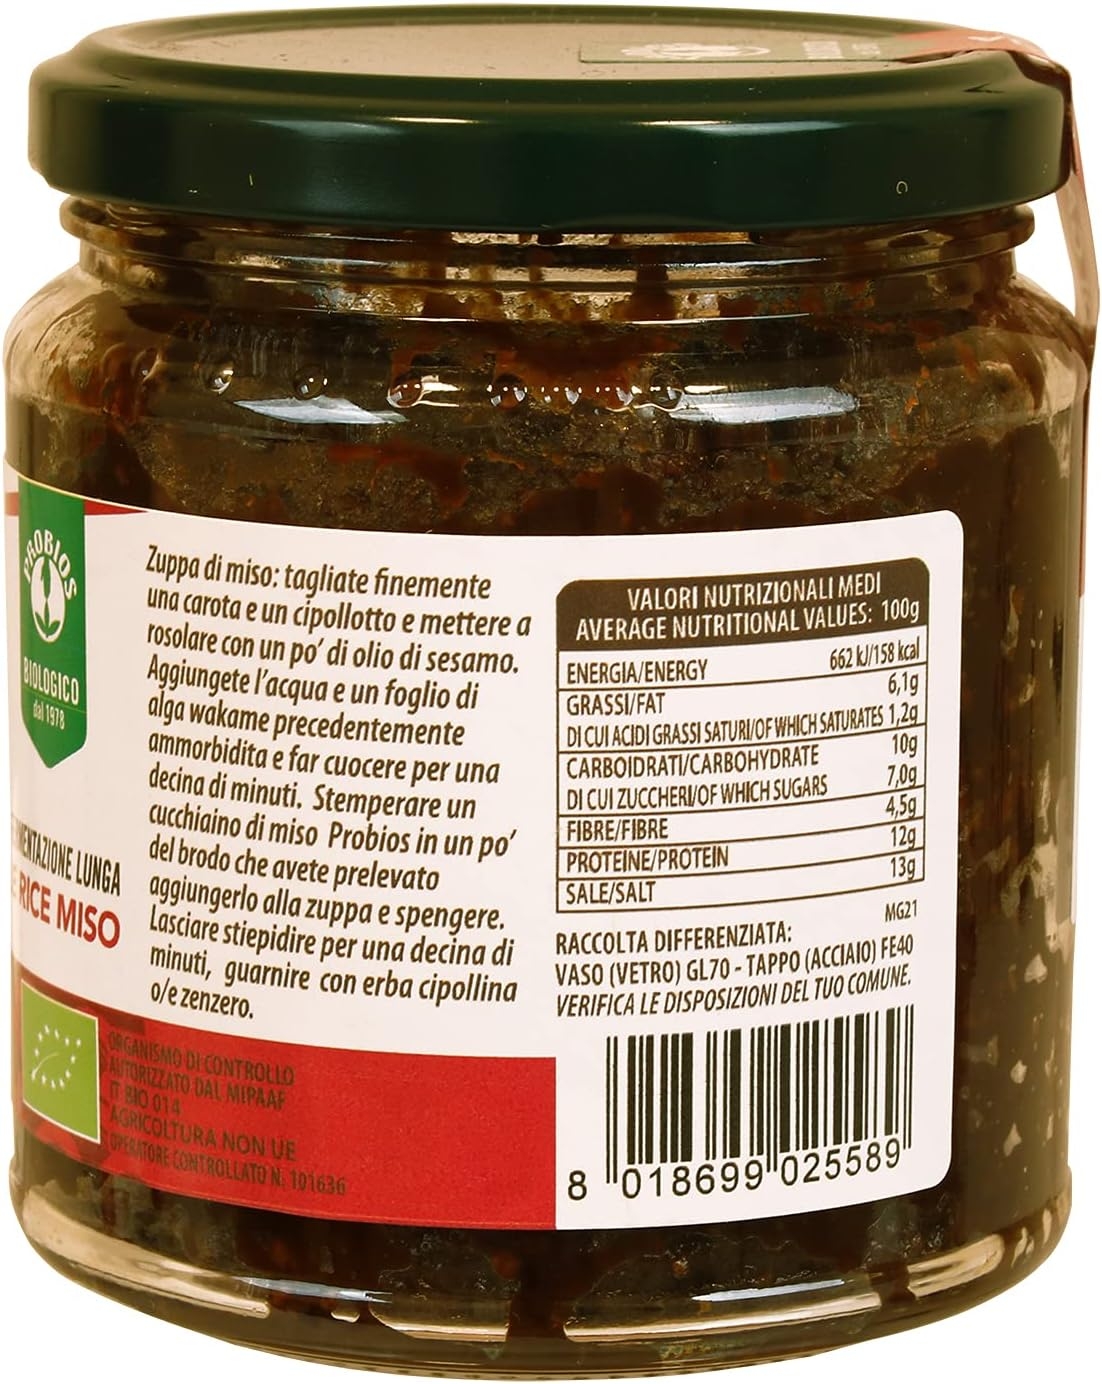 PROBIOS
BIOLOGICO
dal 1978
MENTAZIONE LUNGA
RICE MISO
Zuppa di miso: tagliate finemente
una carota e un cipollotto e mettere a
rosolare con un po' di olio di sesamo.
Aggiungete l'acqua e un foglio di
alga wakame precedentemente
ammorbidita e far cuocere per una
decina di minuti. Stemperare un
cucchiaino di miso Probios in un po'
del brodo che avete prelevato
aggiungerlo alla zuppa e spengere.
Lasciare stiepidire per una decina di
minuti, guarnire con erba cipollina
o/e zenzero.
ORGANISMO DI CONTROLLO
AUTORIZZATO DAL MIPAAF
IT BIO 014
AGRICOLTURA NON UE
OPERATORE CONTROLLATO N. 101636
VALORI NUTRIZIONALI MEDI
AVERAGE NUTRITIONAL VALUES: 100g
ENERGIA/ENERGY 662 kJ/158 kcal
GRASSI/FAT 6,1g
DI CUI ACIDI GRASSI SATURI/OF WHICH SATURATES 1,2g
CARBOIDRATI/CARBOHYDRATE 10g
DI CUI ZUCCHERI/OF WHICH SUGARS 7,0g
FIBRE/FIBRE 4,5g
PROTEINE/PROTEIN 12g
SALE/SALT 13g
MG21
RACCOLTA DIFFERENZIATA:
VASO (VETRO) GL70 - TAPPO (ACCIAIO) FE40
VERIFICA LE DISPOSIZIONI DEL TUO COMUNE.
8 018699 025589